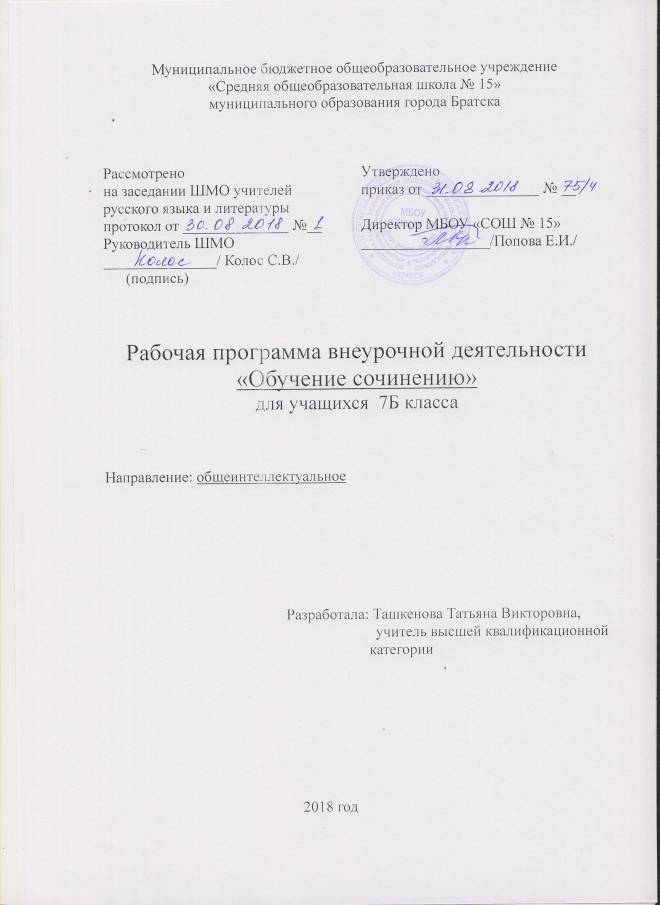 Муниципальное бюджетное общеобразовательное учреждение
«Средняя общеобразовательная школа № 15»
муниципального образования города Братска
Рассмотрено
на заседании ШМО учителей
русского языка и литературы
протокол от 30.08.2018 № 1
Руководитель ШМО
Колос / Колос С.В./
(подпись)
Утверждено
приказ от 31.08.2018 № 75/4
Директор МБОУ «СОШ № 15»
/Попова Е.И./
МБОУ
Рабочая программа внеурочной деятельности
«Обучение сочинению»
для учащихся 7Б класса
Направление: общеинтеллектуальное
Разработала: Ташкенова Татьяна Викторовна,
учитель высшей квалификационной
категории
2018 год